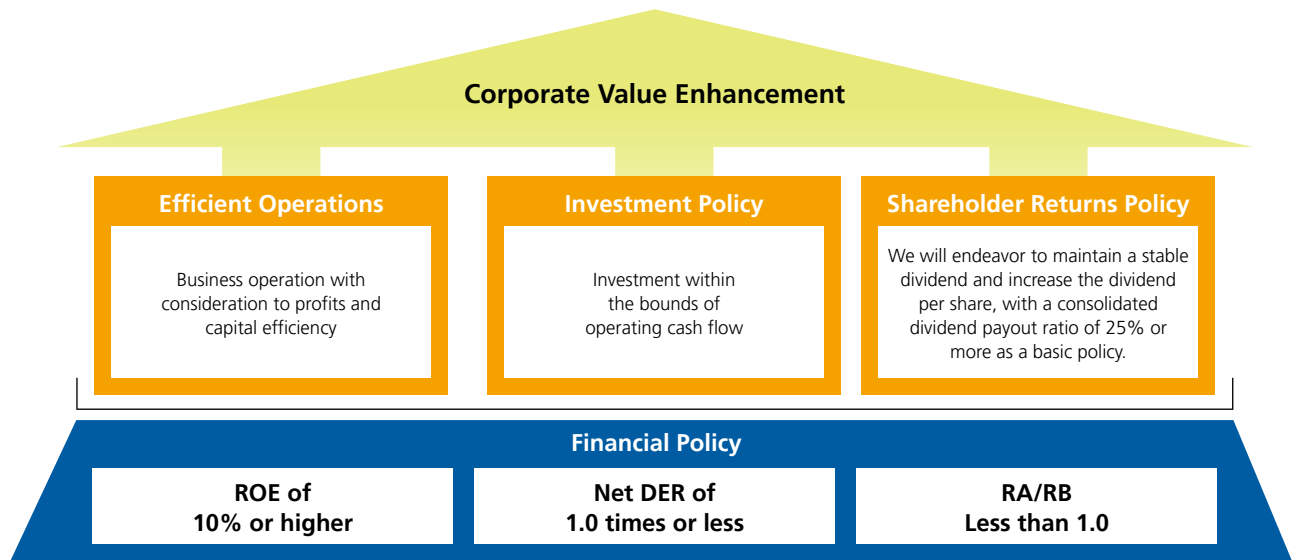 Corporate Value Enhancement
Efficient Operations
Business operation with
consideration to profits and
capital efficiency
Investment Policy
Investment within
the bounds of
operating cash flow
Shareholder Returns Policy
We will endeavor to maintain a stable
dividend and increase the dividend
per share, with a consolidated
dividend payout ratio of 25% or
more as a basic policy.
Financial Policy
ROE of
10% or higher
Net DER of
1.0 times or less
RA/RB
Less than 1.0